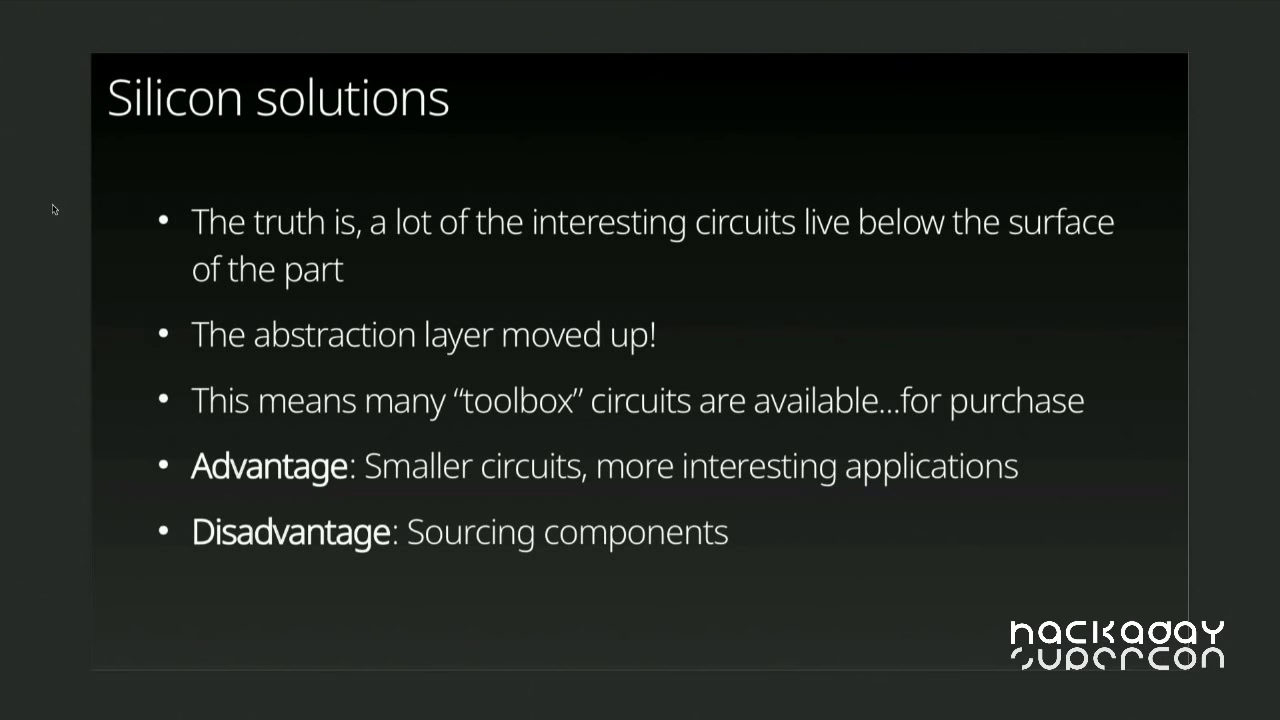 Silicon solutions
• The truth is, a lot of the interesting circuits live below the surface
of the part
• The abstraction layer moved up!
• This means many “toolbox” circuits are available...for purchase
• Advantage: Smaller circuits, more interesting applications
• Disadvantage: Sourcing components
hackaday
supercon